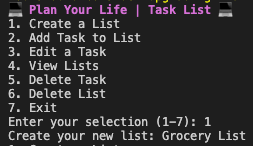 💻 Plan Your Life | Task List 💻
1. Create a List
2. Add Task to List
3. Edit a Task
4. View Lists
5. Delete Task
6. Delete List
7. Exit
Enter your selection (1-7): 1
Create your new list: Grocery List